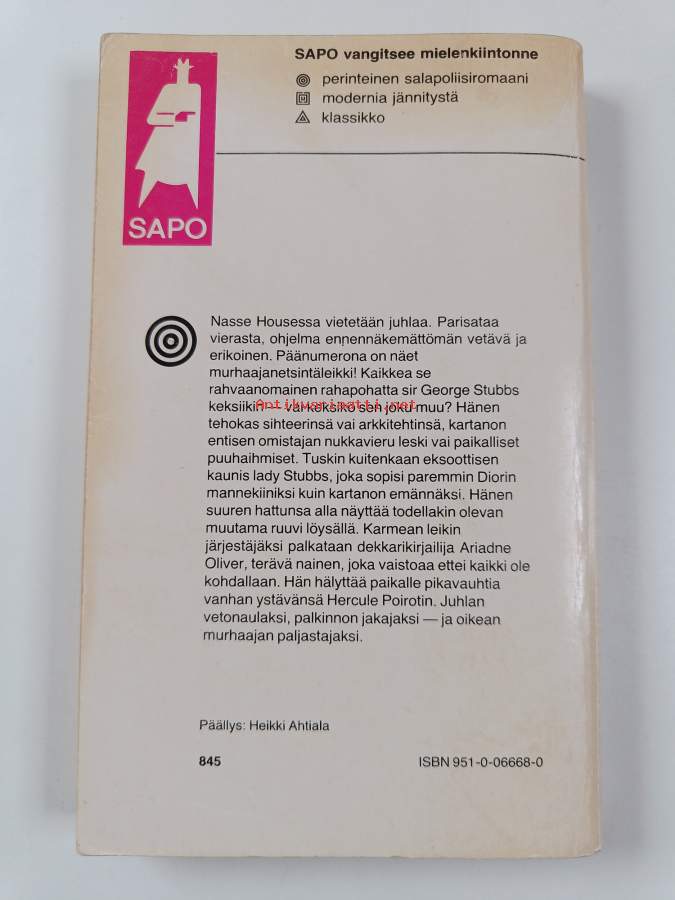 SAPO vangitsee mielenkiintonne
perinteinen salapoliisiromaani
modernia jännitystä
klassikko
SAPO
Nasse Housessa vietetään juhlaa. Parisataa
vierasta, ohjelma ennennäkemättömän vetävä ja
erikoinen. Päänumerona on näet
murhaajanetsintäleikki! Kaikkea se
rahvaanomainen rahapohatta sir George Stubbs
keksiikin — vai keksikö sen joku muu? Hänen
Antikvariaatti.net
tehokas sihteerinsä vai arkkitehtinsä, kartanon
entisen omistajan nukkavieru leski vai paikalliset
puuhaihmiset. Tuskin kuitenkaan eksoottisen
kaunis lady Stubbs, joka sopisi paremmin Diorin
mannekiiniksi kuin kartanon emännäksi. Hänen
suuren hattunsa alla näyttää todellakin olevan
muutama ruuvi löysällä. Karmean leikin
järjestäjäksi palkataan dekkarikirjailija Ariadne
Oliver, terävä nainen, joka vaistoaa ettei kaikki ole
kohdallaan. Hän hälyttää paikalle pikavauhtia
vanhan ystävänsä Hercule Poirotin. Juhlan
vetonaulaksi, palkinnon jakajaksi — ja oikean
murhaajan paljastajaksi.
Päällys: Heikki Ahtiala
845 ISBN 951-0-06668-0